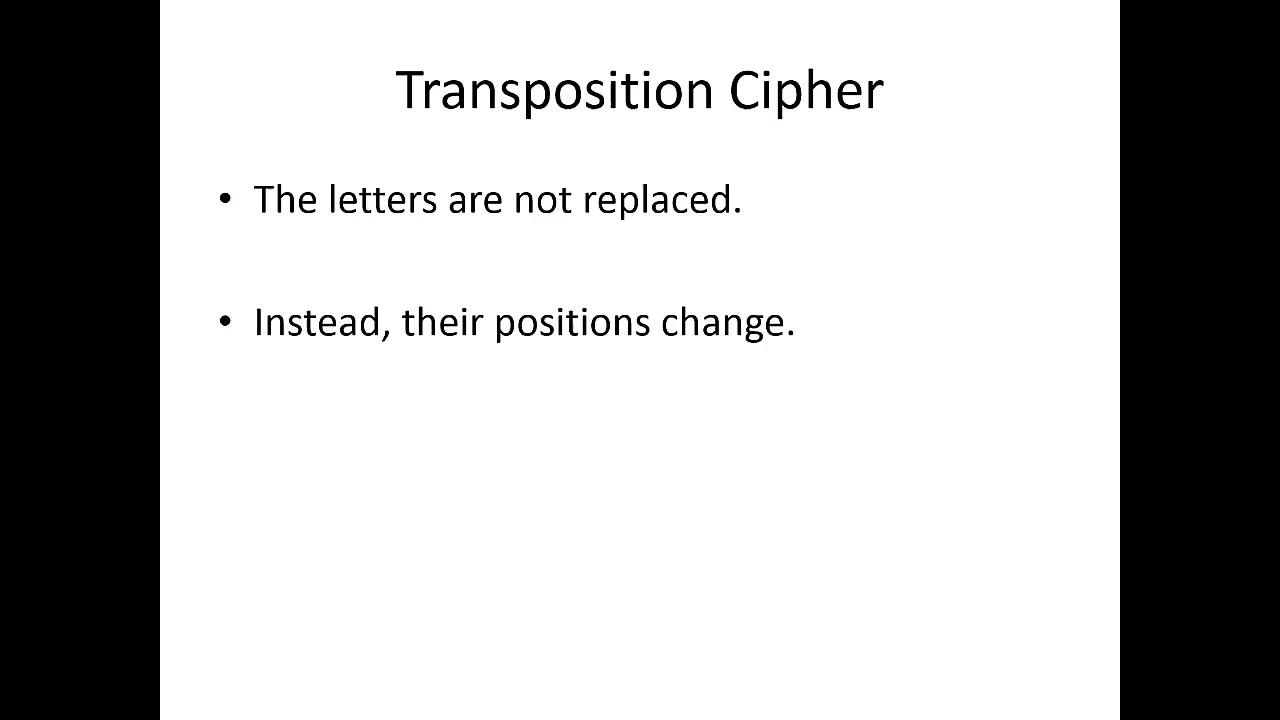 Transposition Cipher
• The letters are not replaced.
• Instead, their positions change.